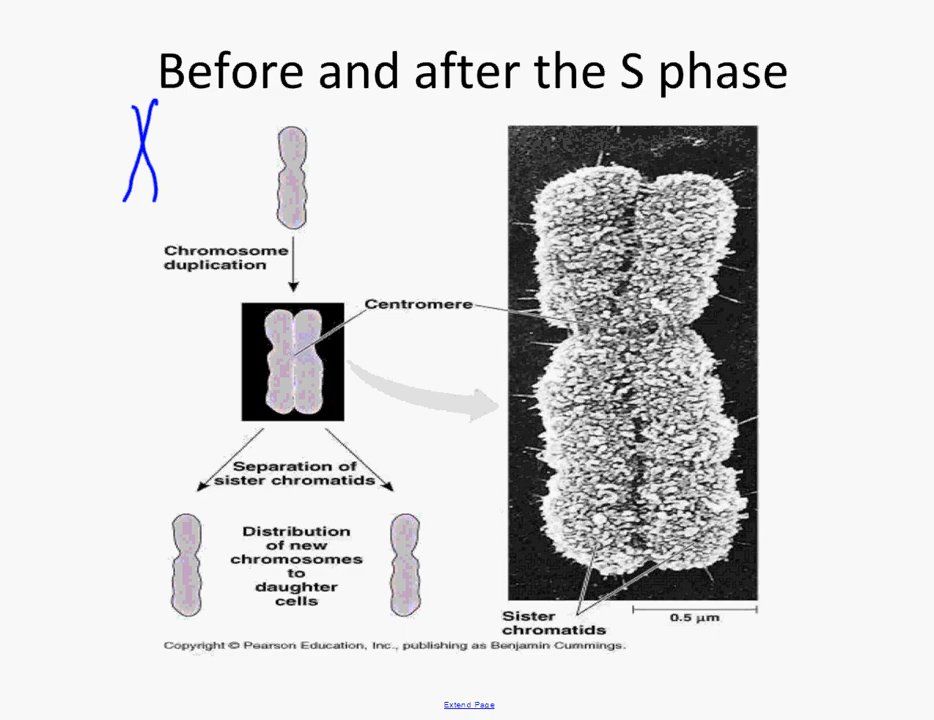 Before and after the S phase
Chromosome
duplication
Centromere
Separation of
sister chromatids
Distribution
of new
chromosomes
to
daughter
cells
Sister
chromatids
0.5 µm
Copyright © Pearson Education, Inc., publishing as Benjamin Cummings.
Extend Page